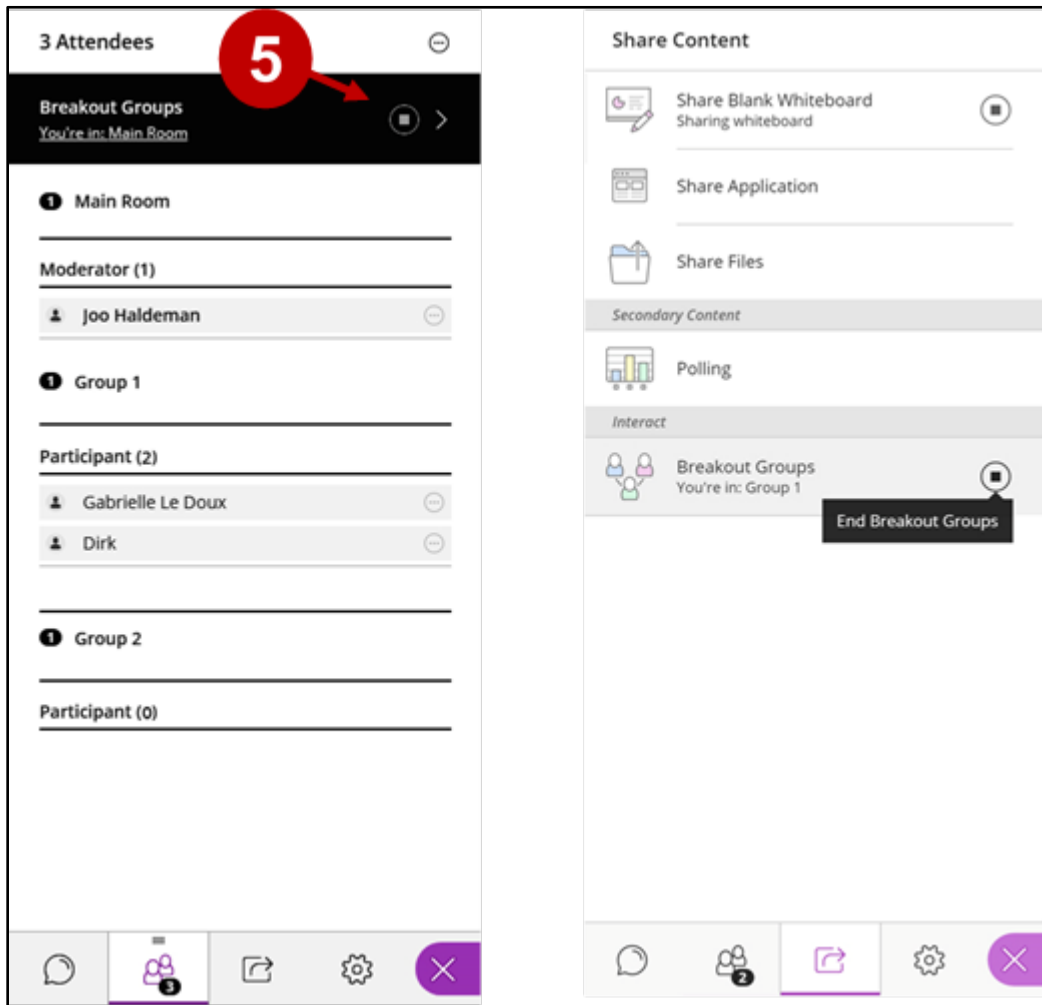 3 Attendees
5
Breakout Groups
You're in: Main Room
1 Main Room
Moderator (1)
Joo Haldeman
1 Group 1
Participant (2)
Gabrielle Le Doux
Dirk
1 Group 2
Participant (0)
3
Share Content
Share Blank Whiteboard
Sharing whiteboard
Share Application
Share Files
Secondary Content
Polling
Interact
Breakout Groups
You're in: Group 1
End Breakout Groups
2